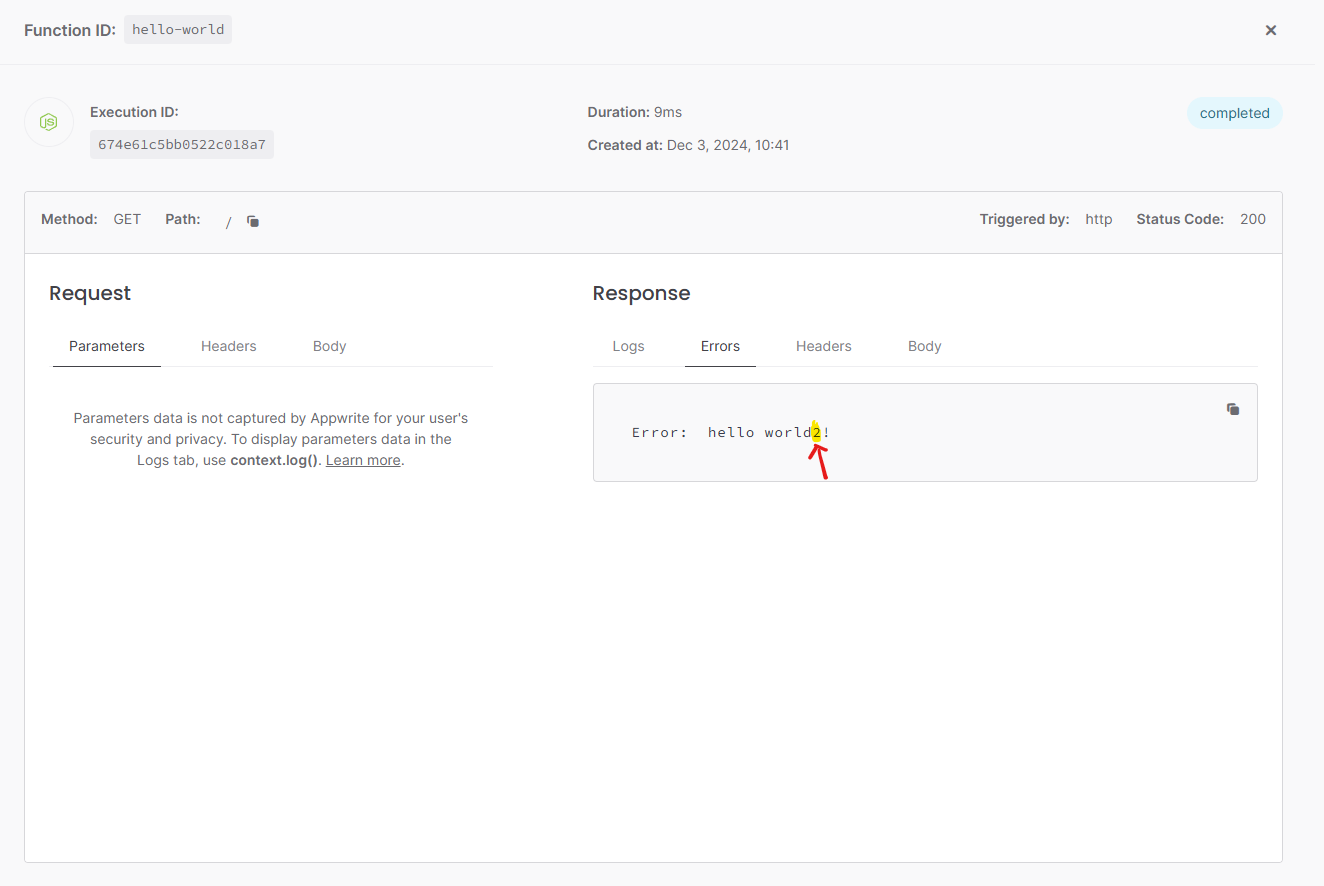 Function ID: hello-world
Execution ID:
674e61c5bb0522c018a7
Duration: 9ms
Created at: Dec 3, 2024, 10:41
completed
Method: GET Path: /
Triggered by: http Status Code: 200
Request
Parameters Headers Body
Parameters data is not captured by Appwrite for your user's
security and privacy. To display parameters data in the
Logs tab, use context.log(). Learn more.
Response
Logs Errors Headers Body
Error:  hello world2!